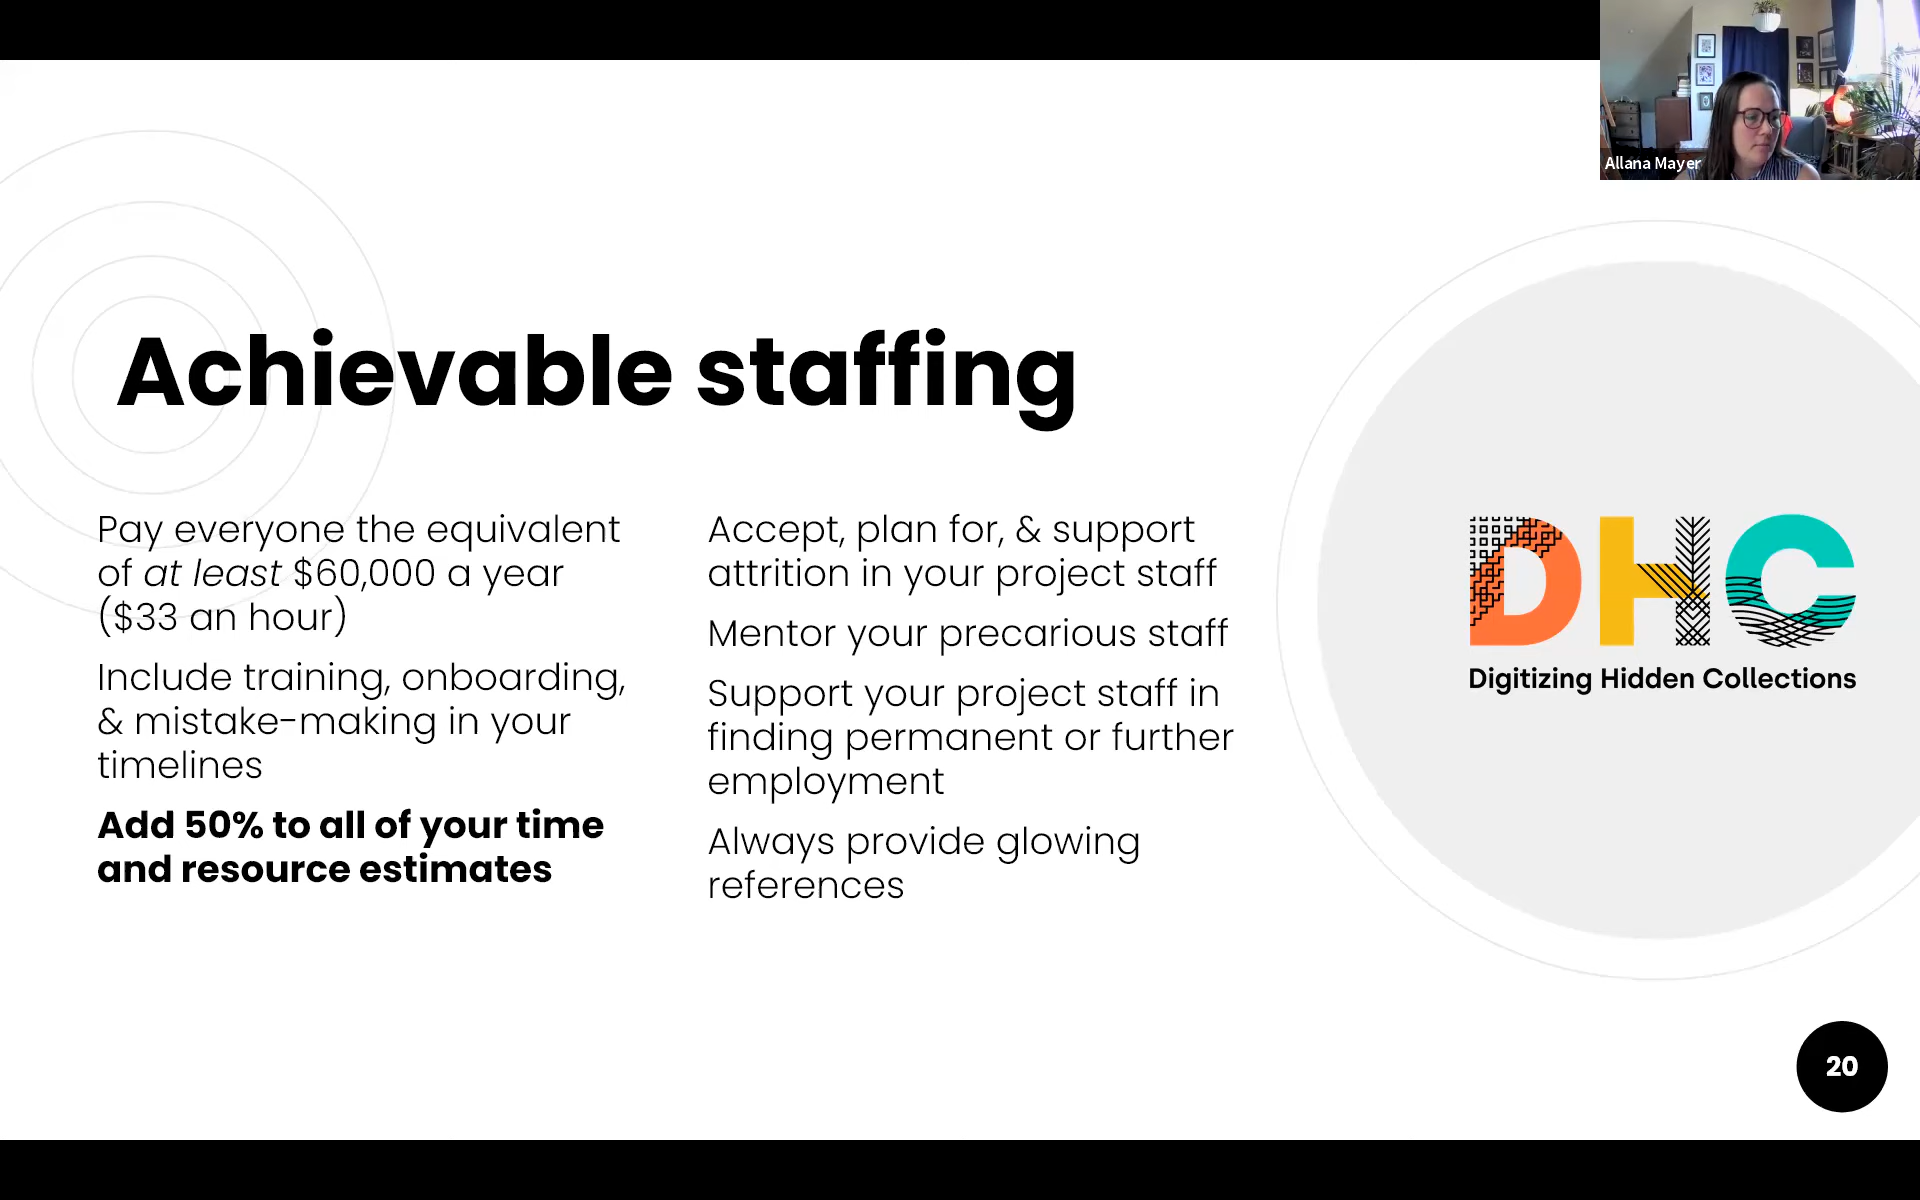 Allana Mayer
Achievable staffing
Pay everyone the equivalent
of at least $60,000 a year
($33 an hour)
Include training, onboarding,
& mistake-making in your
timelines
Add 50% to all of your time
and resource estimates
Accept, plan for, & support
attrition in your project staff
Mentor your precarious staff
Support your project staff in
finding permanent or further
employment
Always provide glowing
references
DHC
Digitizing Hidden Collections
20